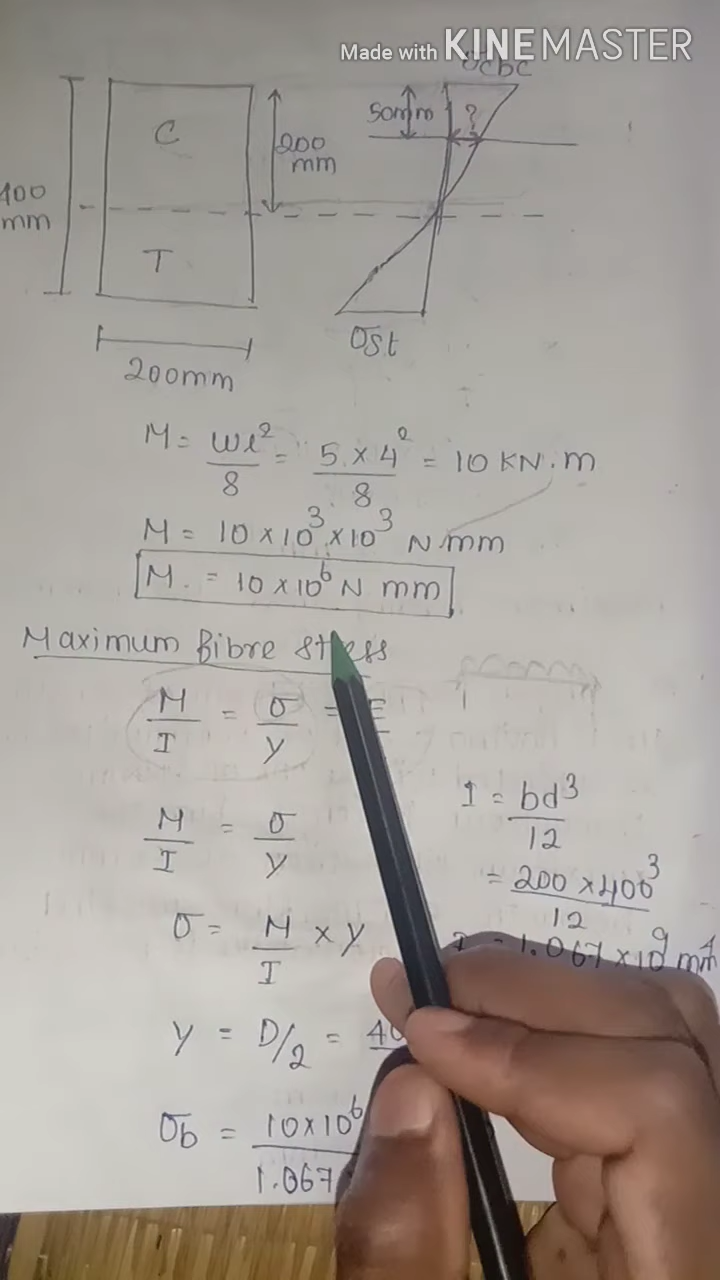 Made with KINEMASTER
σcbc
50mm
?
C
200
mm
400
mm
T
σst
200mm
M = wl²/8 = 5 × 4²/8 = 10 KN.m
M = 10 × 10³ × 10³ N mm
M = 10 × 10⁶ N mm
Maximum fibre stress
M/I = σ/y = E
M/I = σ/y
I = bd³/12
= 200 × 400³/12
σ = M/I × y
= 1.067 × 10⁹ mm⁴
y = D/2 =
σb = 10×10⁶
1.067